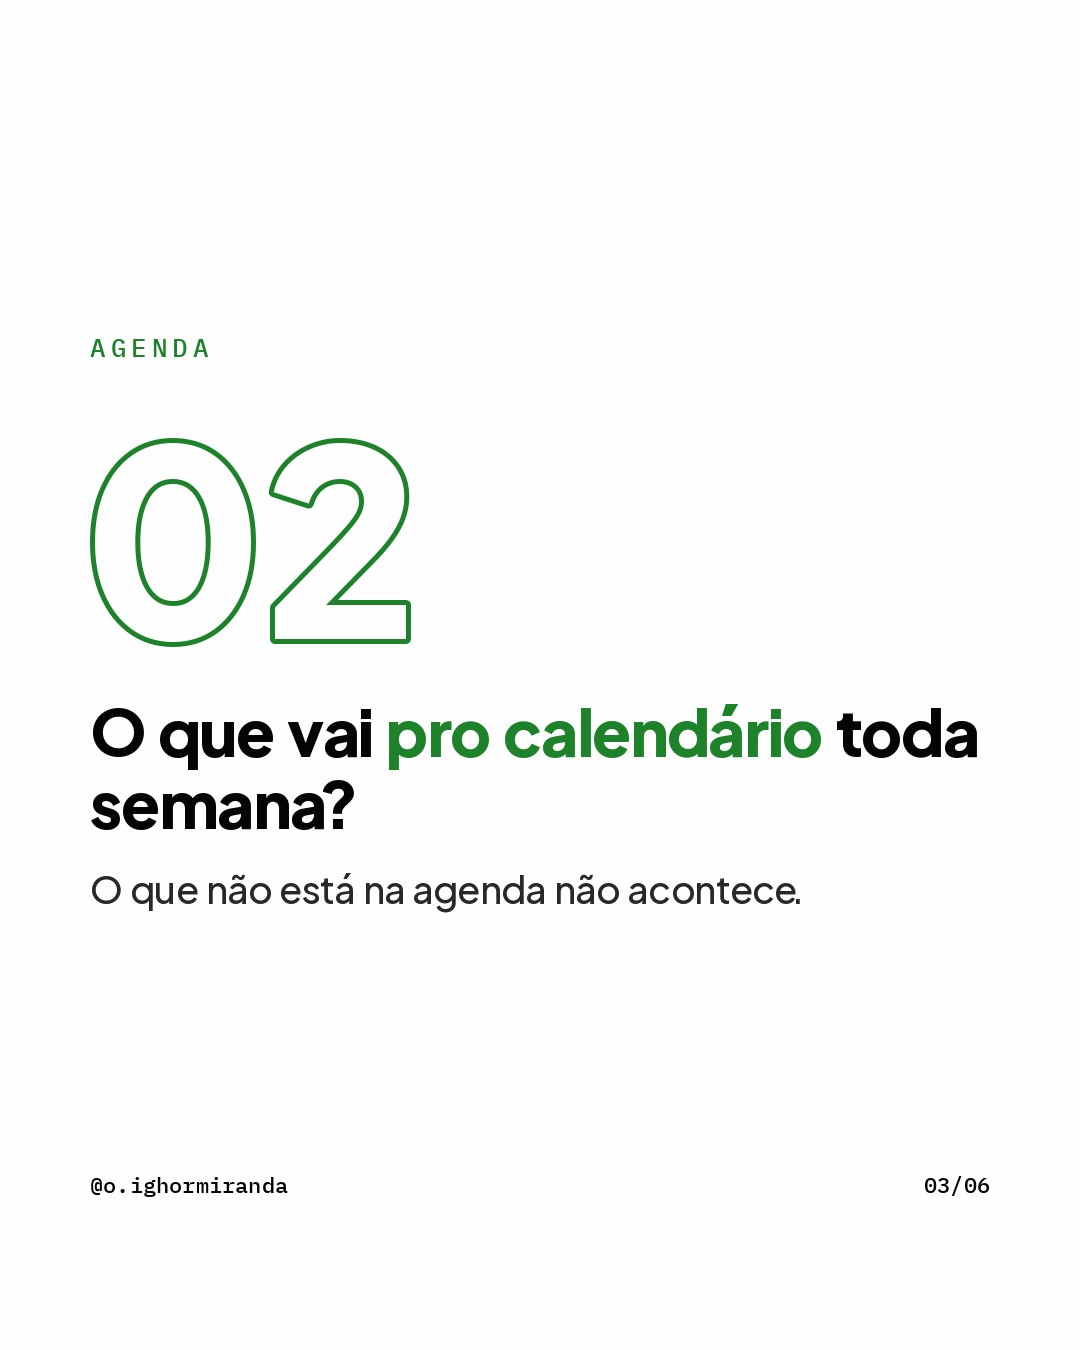 AGENDA
02
O que vai pro calendário toda
semana?
O que não está na agenda não acontece.
@o.ighormiranda
03/06